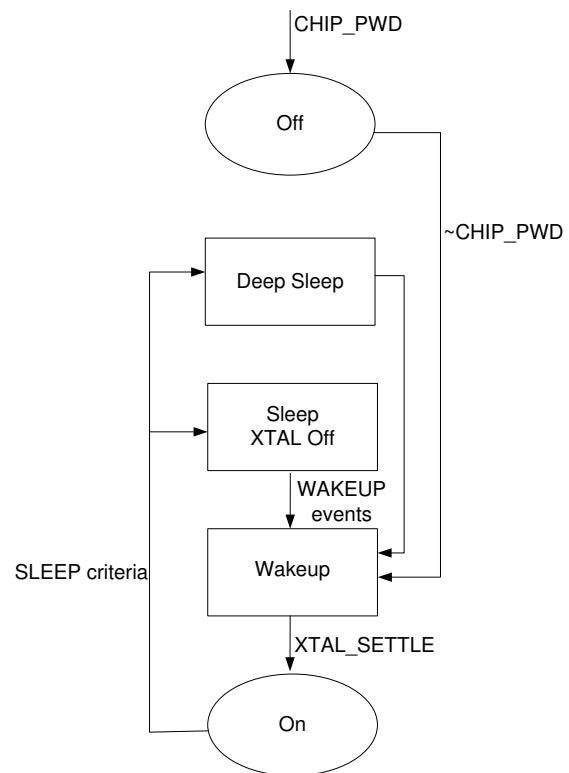 CHIP_PWD
Off
~CHIP_PWD
Deep Sleep
Sleep
XTAL Off
WAKEUP
events
Wakeup
SLEEP criteria
XTAL_SETTLE
On